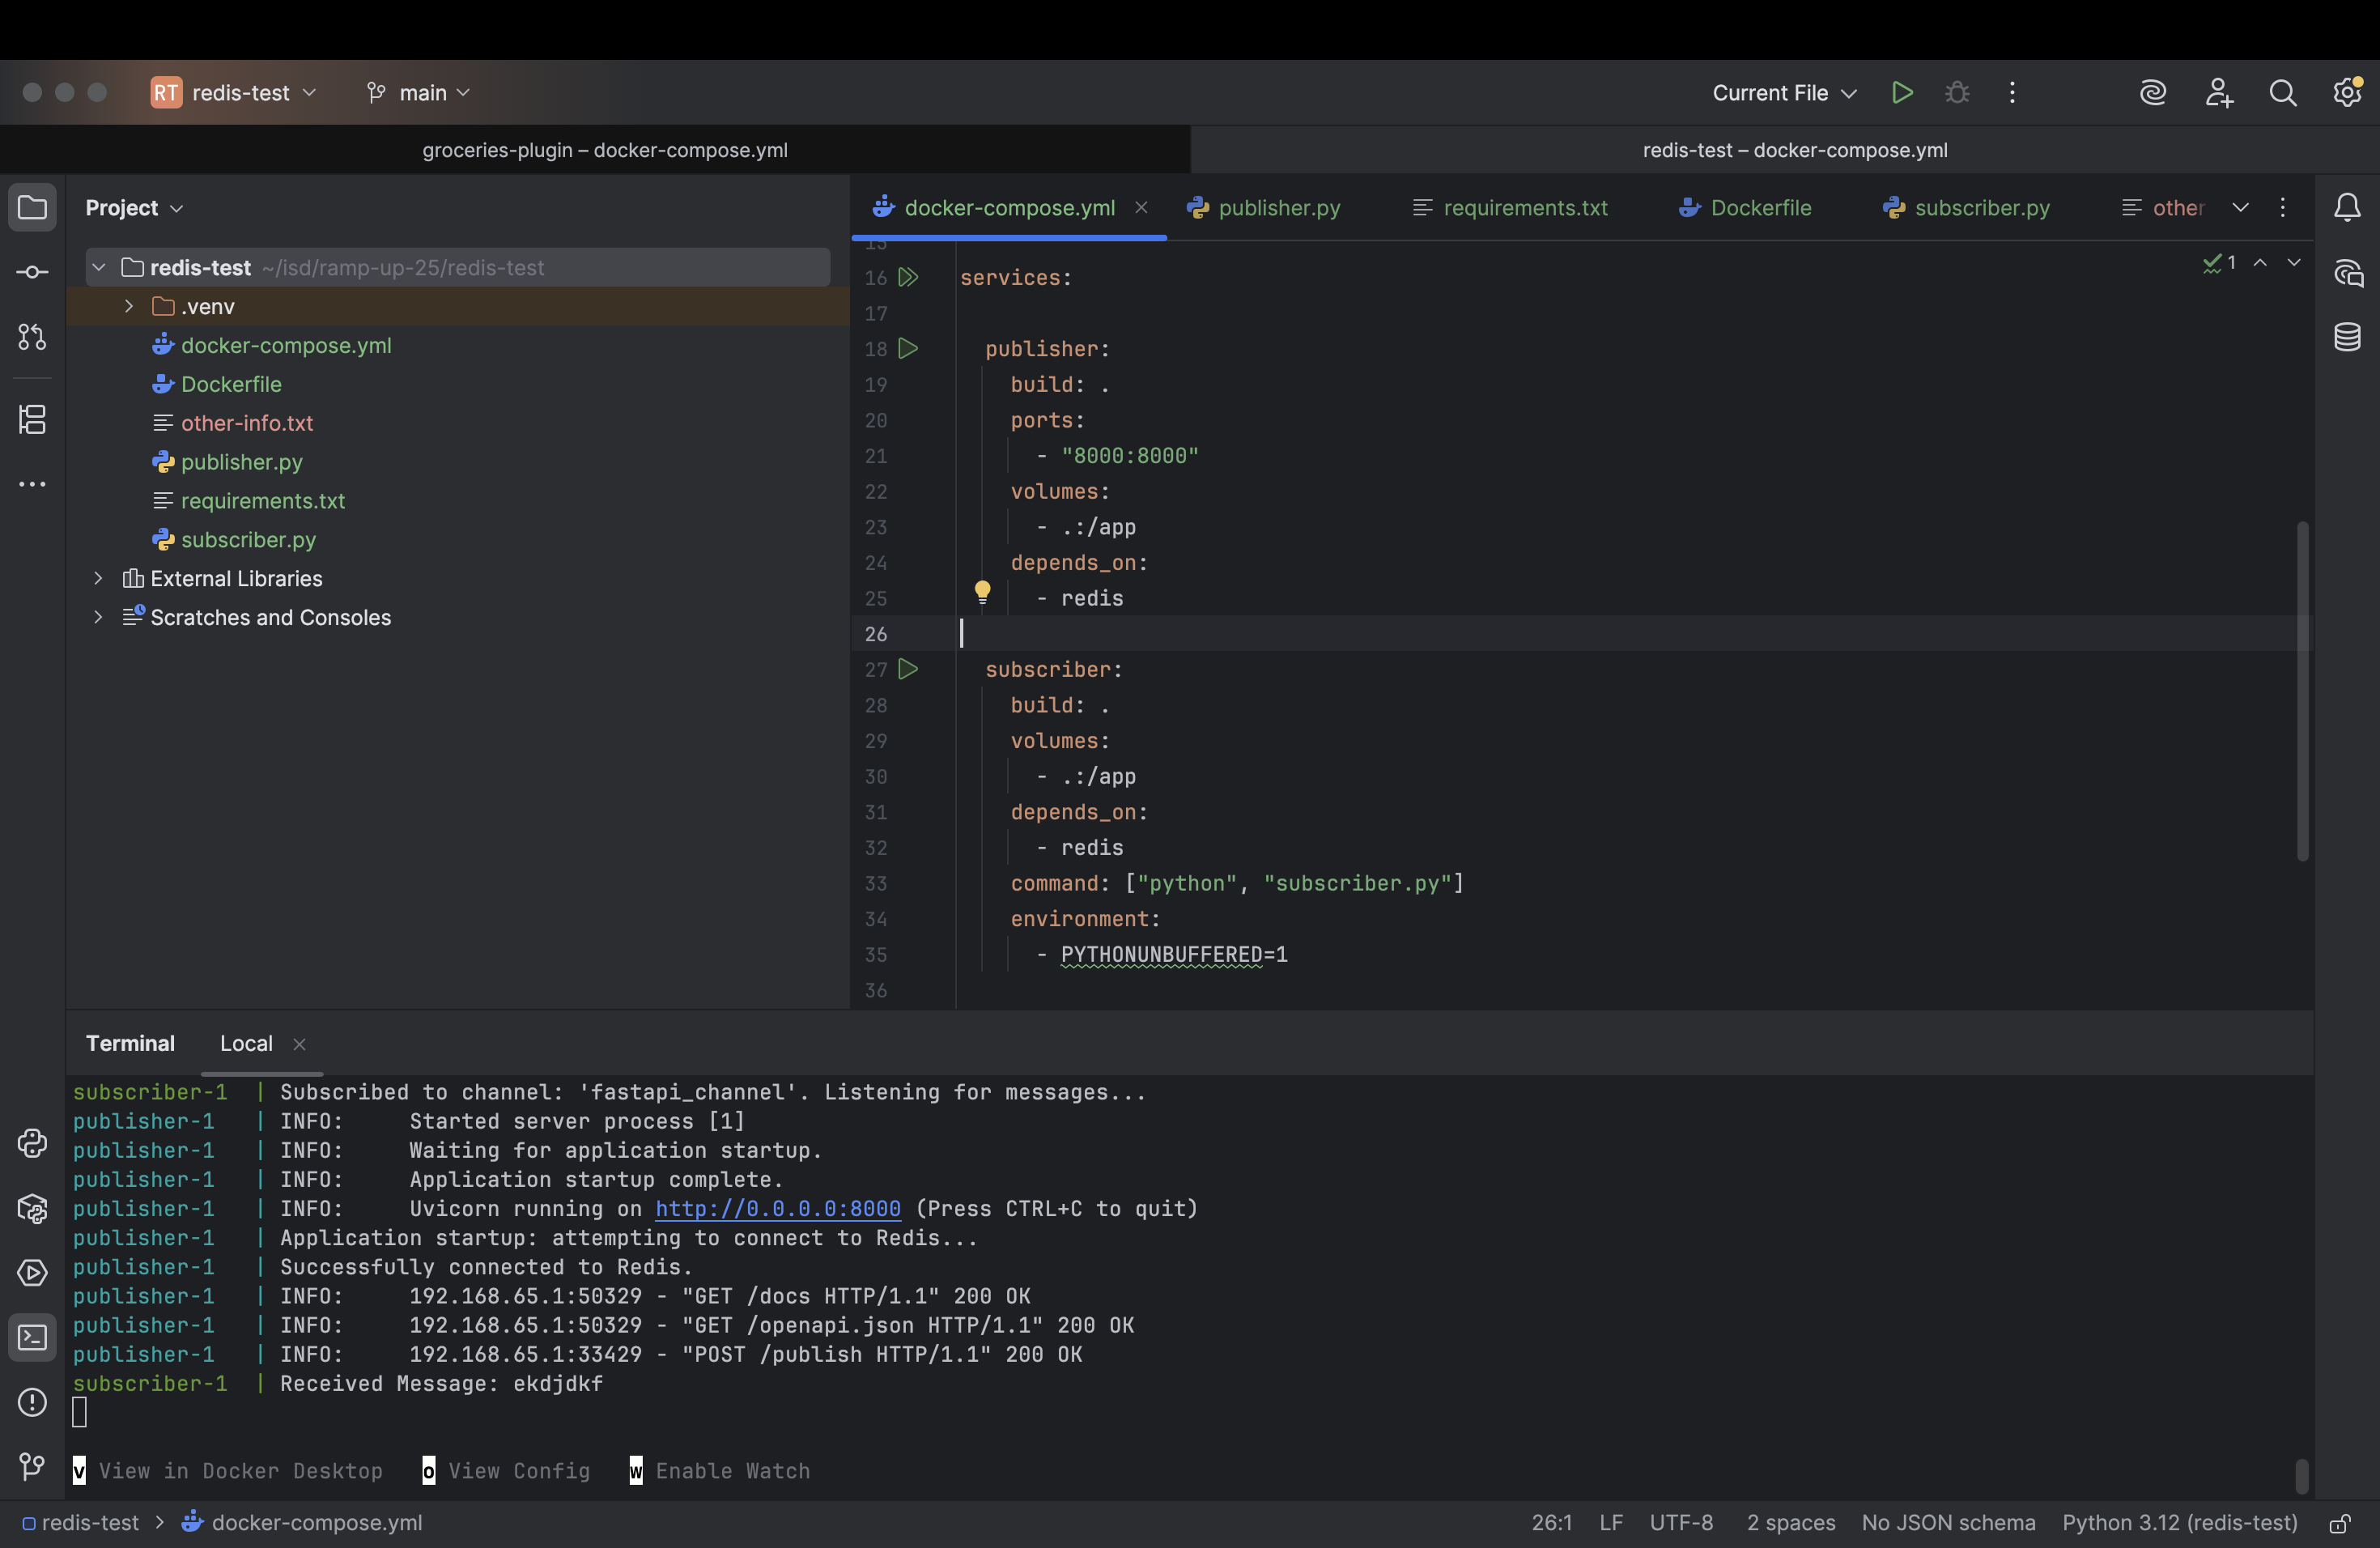 RT redis-test main Current File
groceries-plugin – docker-compose.yml redis-test – docker-compose.yml
Project
redis-test ~/isd/ramp-up-25/redis-test
.venv
docker-compose.yml
Dockerfile
other-info.txt
publisher.py
requirements.txt
subscriber.py
External Libraries
Scratches and Consoles
docker-compose.yml publisher.py requirements.txt Dockerfile subscriber.py other
1
15
16 services:
17
18 publisher:
19 build: .
20 ports:
21 - "8000:8000"
22 volumes:
23 - .:/app
24 depends_on:
25 - redis
26
27 subscriber:
28 build: .
29 volumes:
30 - .:/app
31 depends_on:
32 - redis
33 command: ["python", "subscriber.py"]
34 environment:
35 - PYTHONUNBUFFERED=1
36
Terminal Local
subscriber-1 | Subscribed to channel: 'fastapi_channel'. Listening for messages...
publisher-1 | INFO: Started server process [1]
publisher-1 | INFO: Waiting for application startup.
publisher-1 | INFO: Application startup complete.
publisher-1 | INFO: Uvicorn running on http://0.0.0.0:8000 (Press CTRL+C to quit)
publisher-1 | Application startup: attempting to connect to Redis...
publisher-1 | Successfully connected to Redis.
publisher-1 | INFO: 192.168.65.1:50329 - "GET /docs HTTP/1.1" 200 OK
publisher-1 | INFO: 192.168.65.1:50329 - "GET /openapi.json HTTP/1.1" 200 OK
publisher-1 | INFO: 192.168.65.1:33429 - "POST /publish HTTP/1.1" 200 OK
subscriber-1 | Received Message: ekdjdkf
v View in Docker Desktop o View Config w Enable Watch
redis-test > docker-compose.yml 26:1 LF UTF-8 2 spaces No JSON schema Python 3.12 (redis-test)